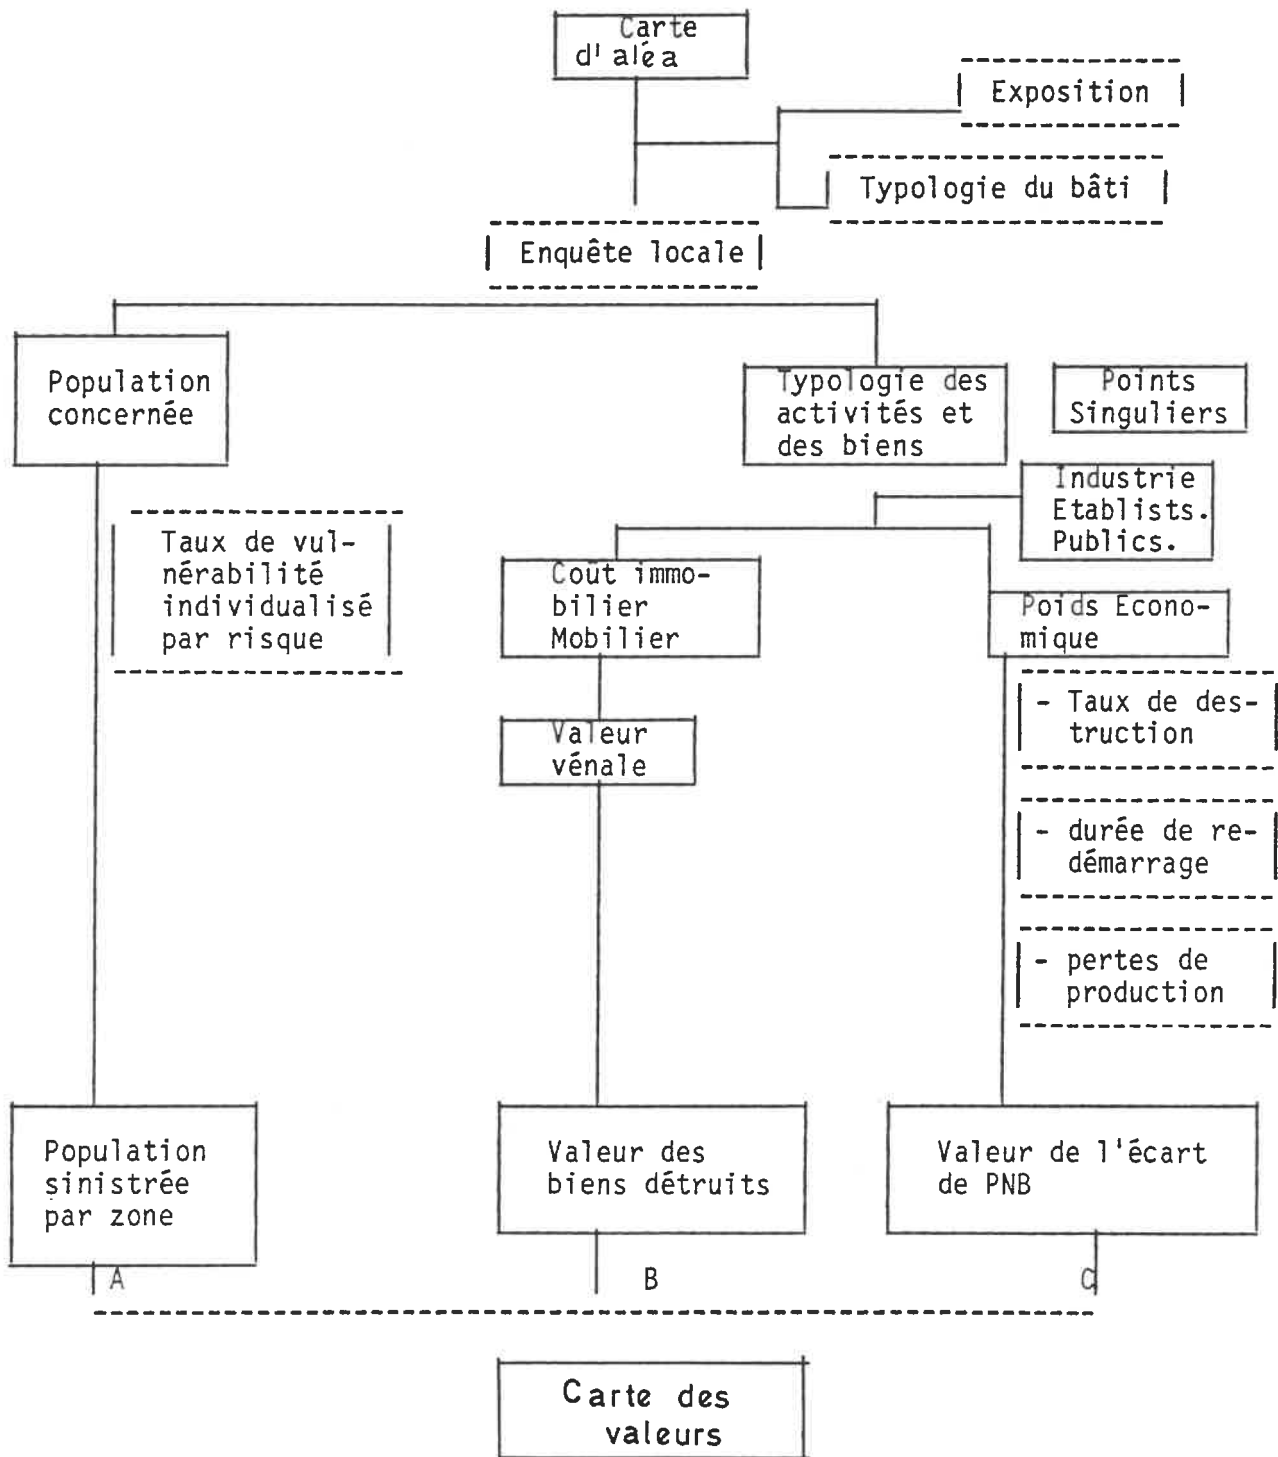 Carte
d'aléa
Exposition
Typologie du bâti
Enquête locale
Population
concernée
Typologie des
activités et
des biens
Points
Singuliers
Industrie
Etablists.
Publics.
Taux de vul-
nérabilité
individualisé
par risque
Coût immo-
bilier
Mobilier
Poids Econo-
mique
- Taux de des-
truction
Valeur
vénale
- durée de re-
démarrage
- pertes de
production
Population
sinistrée
par zone
Valeur des
biens détruits
Valeur de l'écart
de PNB
A
B
C
Carte des
valeurs